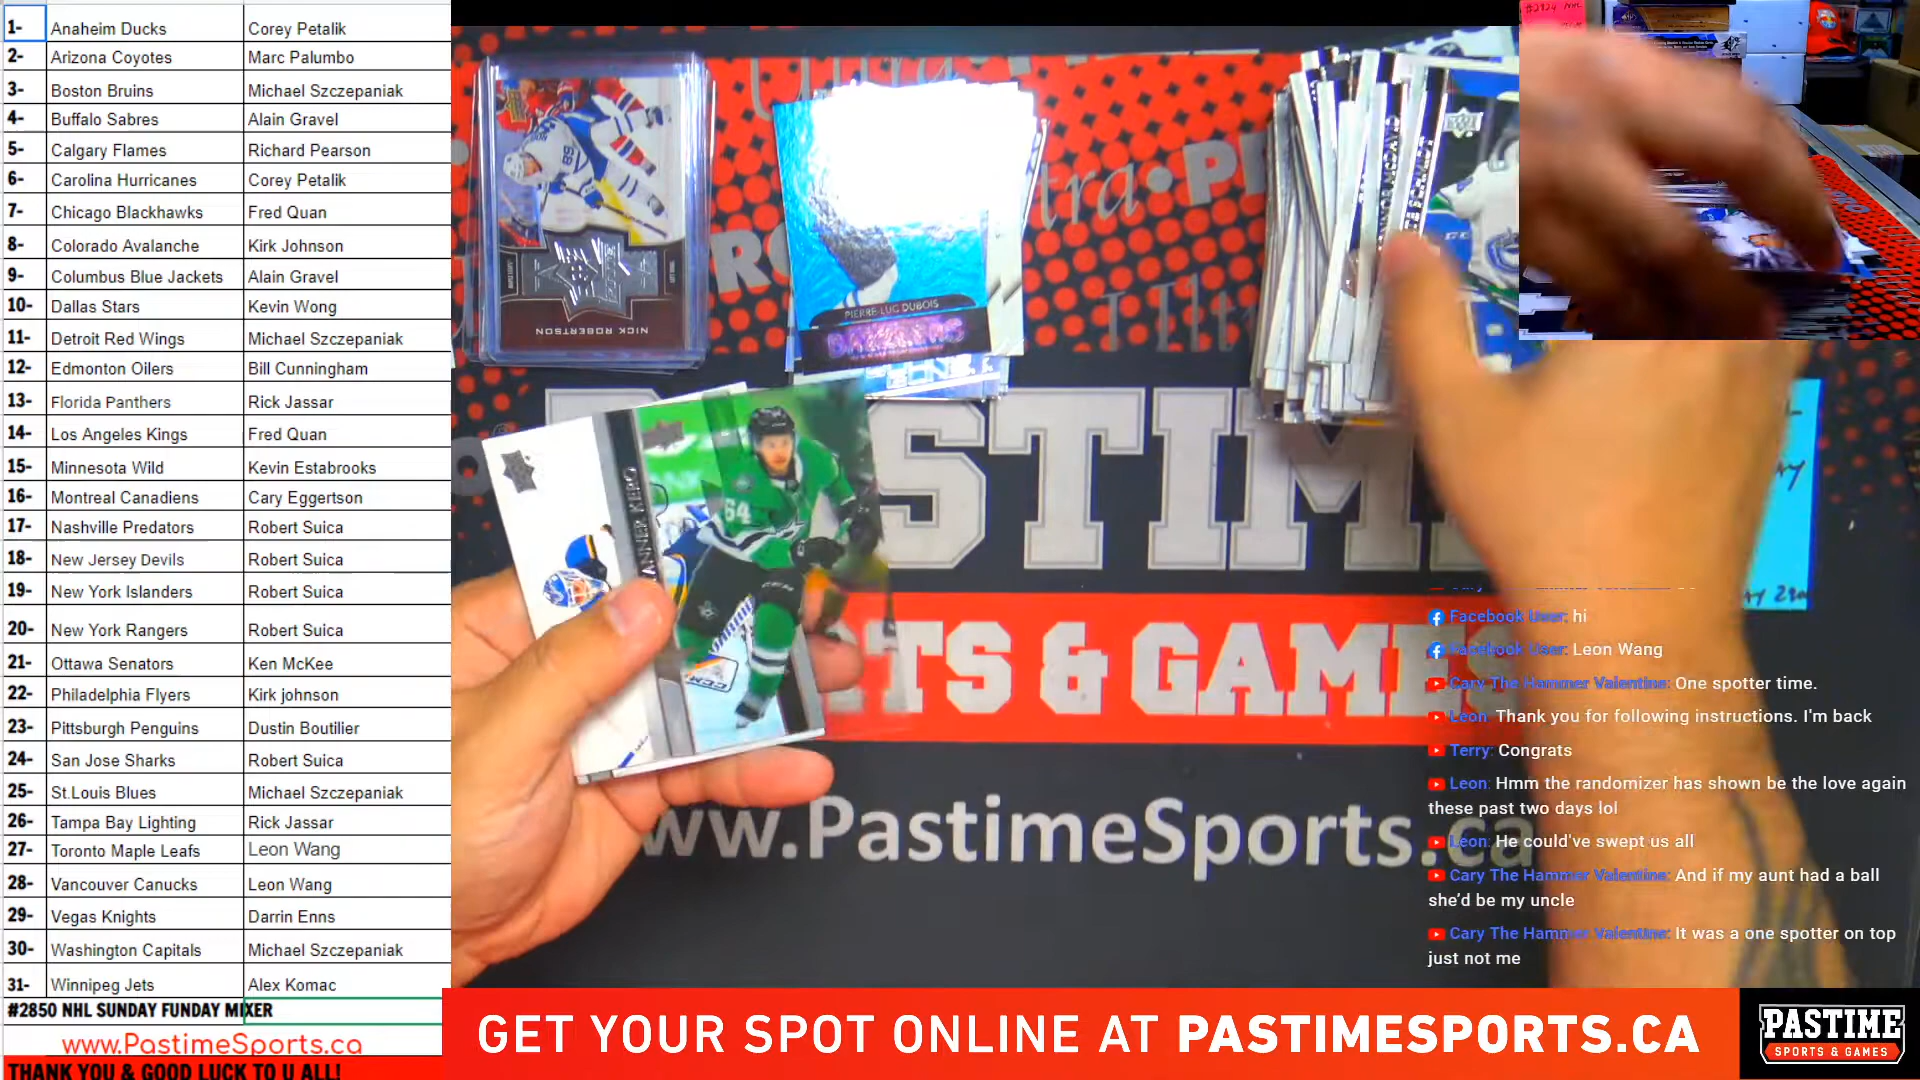 1- Anaheim Ducks Corey Petalik
2- Arizona Coyotes Marc Palumbo
3- Boston Bruins Michael Szczepaniak
4- Buffalo Sabres Alain Gravel
5- Calgary Flames Richard Pearson
6- Carolina Hurricanes Corey Petalik
7- Chicago Blackhawks Fred Quan
8- Colorado Avalanche Kirk Johnson
9- Columbus Blue Jackets Alain Gravel
10- Dallas Stars Kevin Wong
11- Detroit Red Wings Michael Szczepaniak
12- Edmonton Oilers Bill Cunningham
13- Florida Panthers Rick Jassar
14- Los Angeles Kings Fred Quan
15- Minnesota Wild Kevin Estabrooks
16- Montreal Canadiens Cary Eggertson
17- Nashville Predators Robert Suica
18- New Jersey Devils Robert Suica
19- New York Islanders Robert Suica
20- New York Rangers Robert Suica
21- Ottawa Senators Ken McKee
22- Philadelphia Flyers Kirk johnson
23- Pittsburgh Penguins Dustin Boutilier
24- San Jose Sharks Robert Suica
25- St.Louis Blues Michael Szczepaniak
26- Tampa Bay Lighting Rick Jassar
27- Toronto Maple Leafs Leon Wang
28- Vancouver Canucks Leon Wang
29- Vegas Knights Darrin Enns
30- Washington Capitals Michael Szczepaniak
31- Winnipeg Jets Alex Komac
#2850 NHL SUNDAY FUNDAY MIXER
www.PastimeSports.ca
THANK YOU & GOOD LUCK TO U ALL!
NICK ROBERTSON
PIERRE-LUC DUBOIS
DAZZLERS
64
89
www.PastimeSports.ca
Facebook User: hi
Facebook User: Leon Wang
Cary The Hammer Valentine: One spotter time.
Leon: Thank you for following instructions. I'm back
Terry: Congrats
Leon: Hmm the randomizer has shown be the love again
these past two days lol
Leon: He could've swept us all
Cary The Hammer Valentine: And if my aunt had a ball
she'd be my uncle
Cary The Hammer Valentine: It was a one spotter on top
just not me
GET YOUR SPOT ONLINE AT PASTIMESPORTS.CA
PASTIME
SPORTS & GAMES